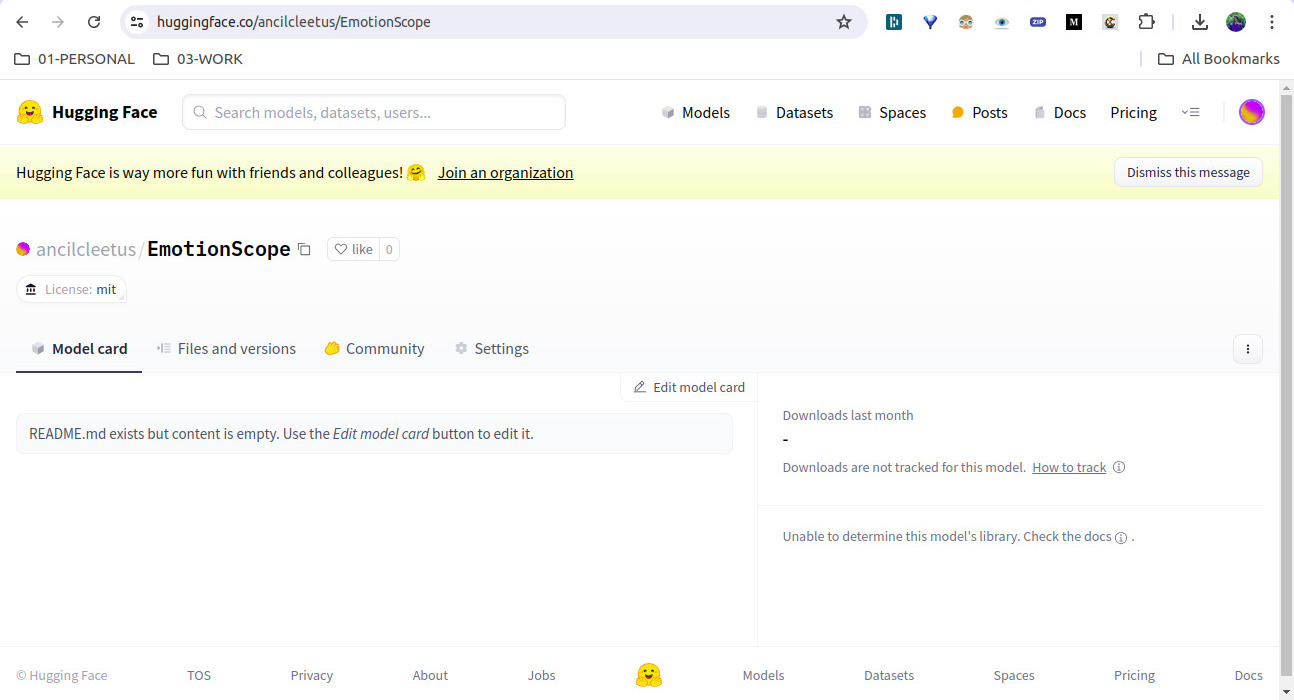 huggingface.co/ancilcleetus/EmotionScope
ZIP
M
01-PERSONAL 03-WORK All Bookmarks
Hugging Face Search models, datasets, users... Models Datasets Spaces Posts Docs Pricing
Hugging Face is way more fun with friends and colleagues! 🤗 Join an organization Dismiss this message
ancilcleetus/EmotionScope like 0
License: mit
Model card Files and versions Community Settings
Edit model card
README.md exists but content is empty. Use the Edit model card button to edit it.
Downloads last month
-
Downloads are not tracked for this model. How to track
Unable to determine this model's library. Check the docs .
© Hugging Face TOS Privacy About Jobs Models Datasets Spaces Pricing Docs